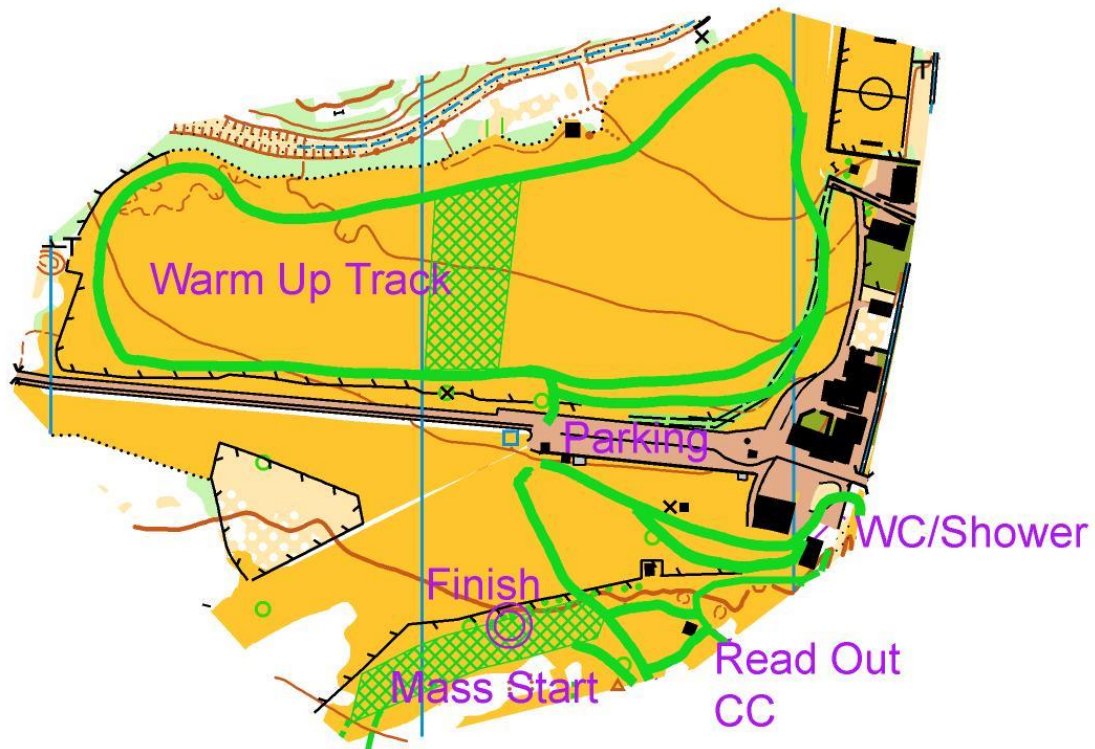 Warm Up Track
Parking
WC/Shower
Finish
Read Out
CC
Mass Start